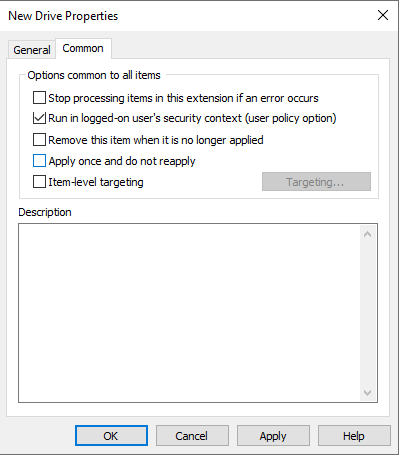 New Drive Properties
General
Common
Options common to all items
Stop processing items in this extension if an error occurs
Run in logged-on user's security context (user policy option)
Remove this item when it is no longer applied
Apply once and do not reapply
Item-level targeting
Targeting...
Description
OK
Cancel
Apply
Help